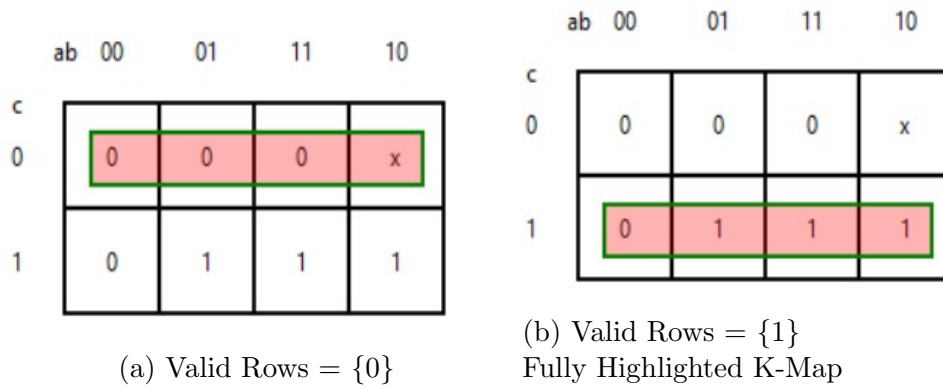 ab 00 01 11 10
c
0 0 0 0 x
1 0 1 1 1
(a) Valid Rows = {0}
ab 00 01 11 10
c
0 0 0 0 x
1 0 1 1 1
(b) Valid Rows = {1}
Fully Highlighted K-Map